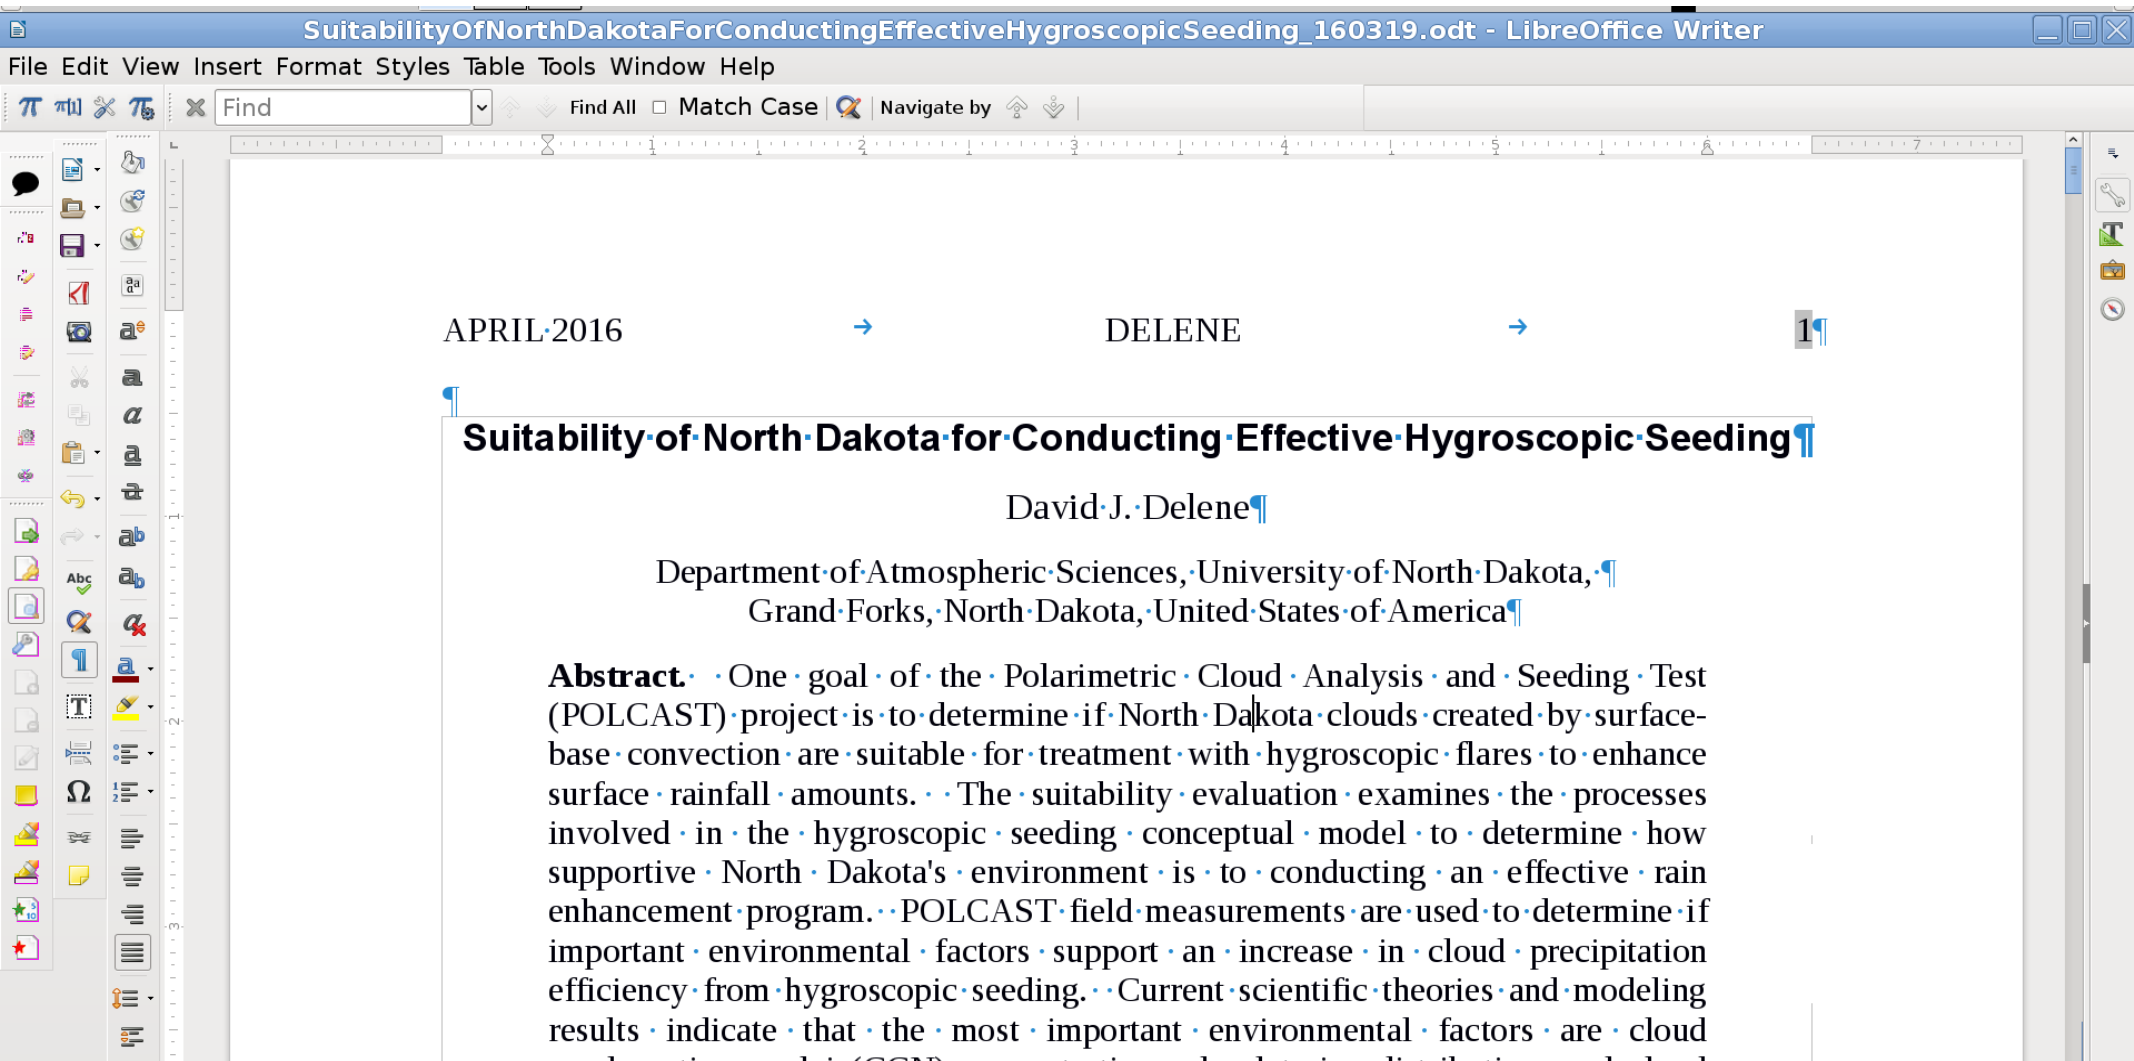 SuitabilityOfNorthDakotaForConductingEffectiveHygroscopicSeeding_160319.odt - LibreOffice Writer
File Edit View Insert Format Styles Table Tools Window Help
Find Find All Match Case Navigate by
1 2 3 4 5 6 7
APRIL 2016 DELENE 1
Suitability of North Dakota for Conducting Effective Hygroscopic Seeding
David J. Delene
Department of Atmospheric Sciences, University of North Dakota,
Grand Forks, North Dakota, United States of America
Abstract. One goal of the Polarimetric Cloud Analysis and Seeding Test
(POLCAST) project is to determine if North Dakota clouds created by surface-
base convection are suitable for treatment with hygroscopic flares to enhance
surface rainfall amounts. The suitability evaluation examines the processes
involved in the hygroscopic seeding conceptual model to determine how
supportive North Dakota's environment is to conducting an effective rain
enhancement program. POLCAST field measurements are used to determine if
important environmental factors support an increase in cloud precipitation
efficiency from hygroscopic seeding. Current scientific theories and modeling
results indicate that the most important environmental factors are cloud